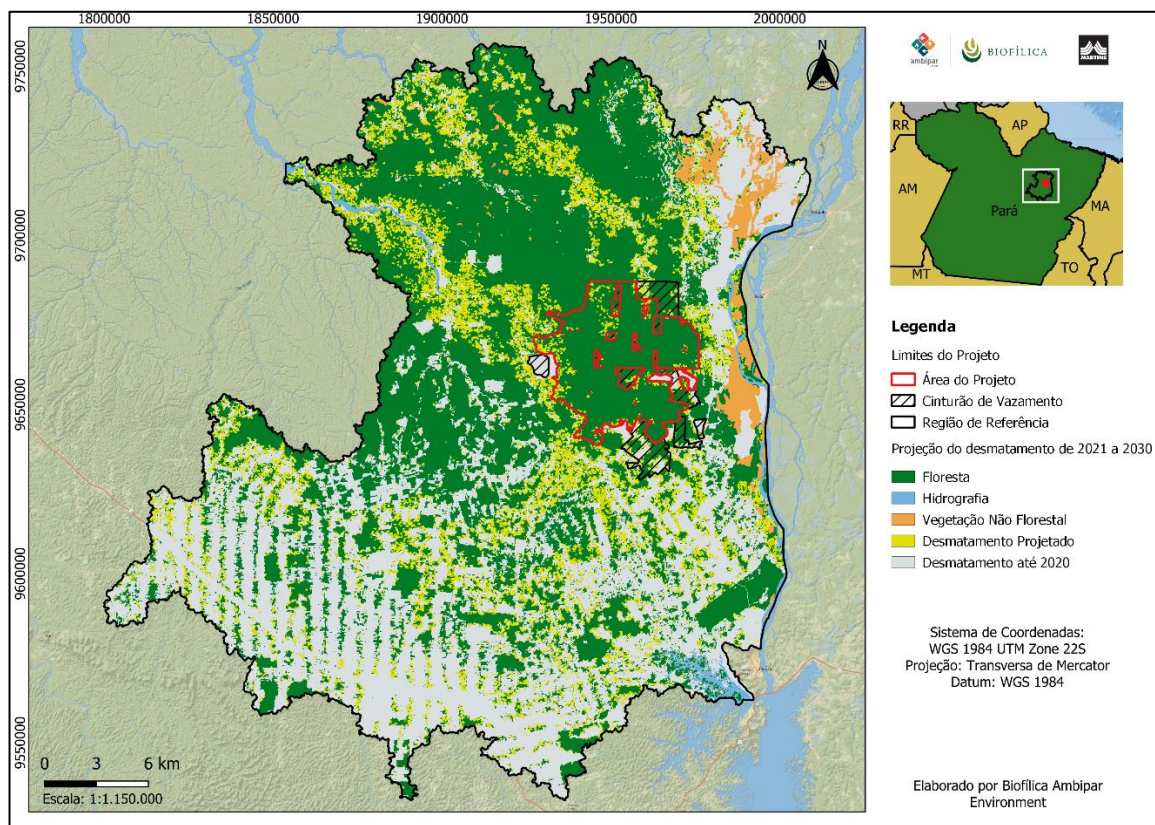 1800000 1850000 1900000 1950000 2000000
9750000
9700000
9650000
9600000
9550000
N
0 3 6 km
Escala: 1:1.150.000
ambipar
BIOFÍLICA
MARTINS
RR
AP
AM
Pará
MA
MT
TO
Legenda
Limites do Projeto
Área do Projeto
Cinturão de Vazamento
Região de Referência
Projeção do desmatamento de 2021 a 2030
Floresta
Hidrografia
Vegetação Não Florestal
Desmatamento Projetado
Desmatamento até 2020
Sistema de Coordenadas:
WGS 1984 UTM Zone 22S
Projeção: Transversa de Mercator
Datum: WGS 1984
Elaborado por Biofílica Ambipar
Environment